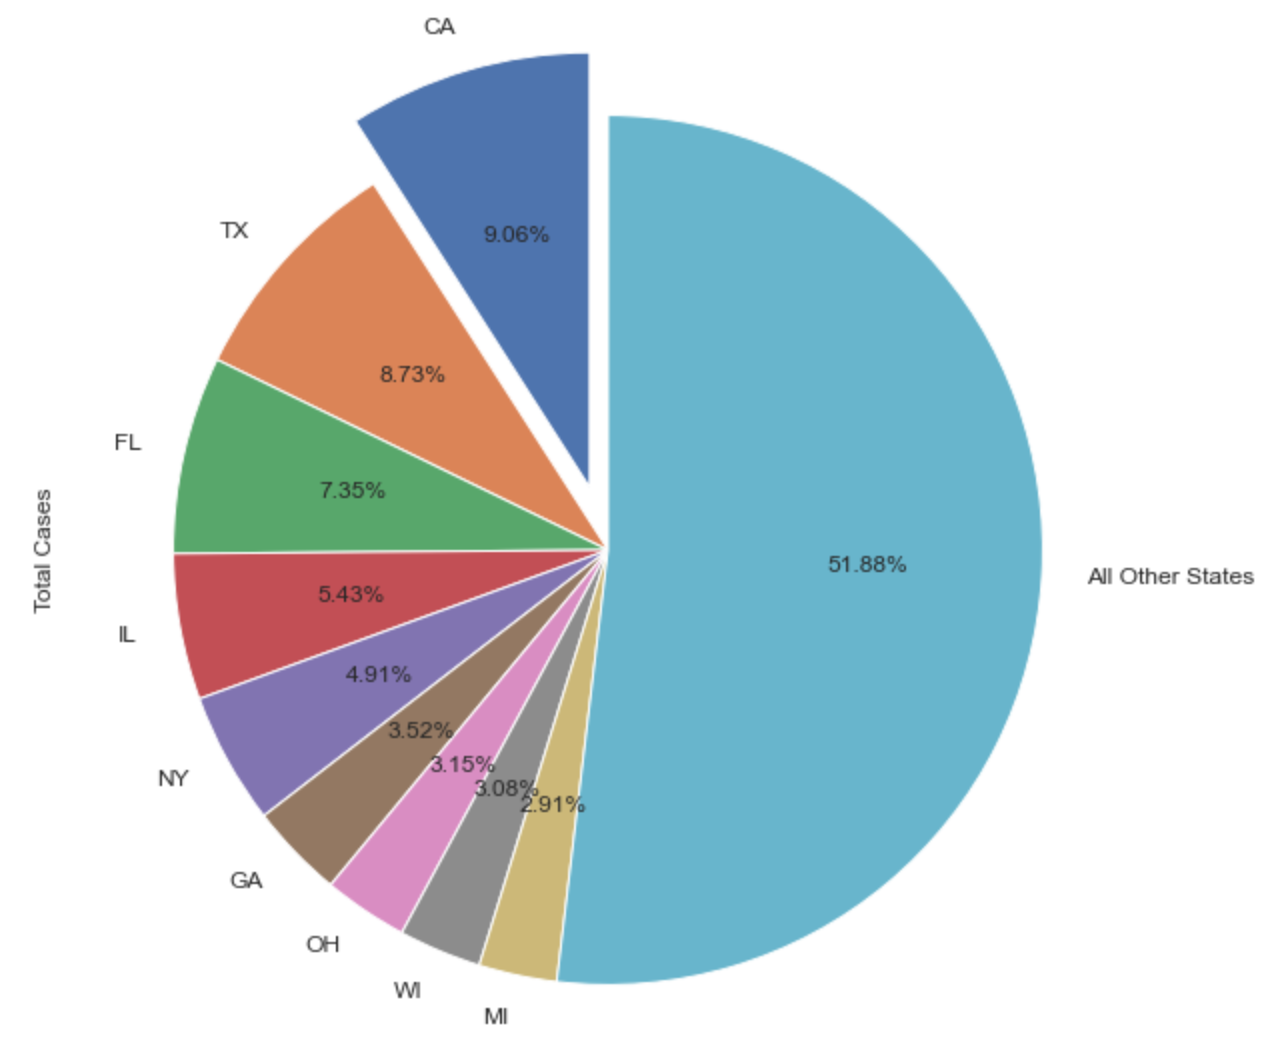 CA
9.06%
TX
8.73%
FL
7.35%
Total Cases
51.88%
All Other States
5.43%
IL
4.91%
3.52%
3.15%
NY
3.08%
2.91%
GA
OH
WI
MI